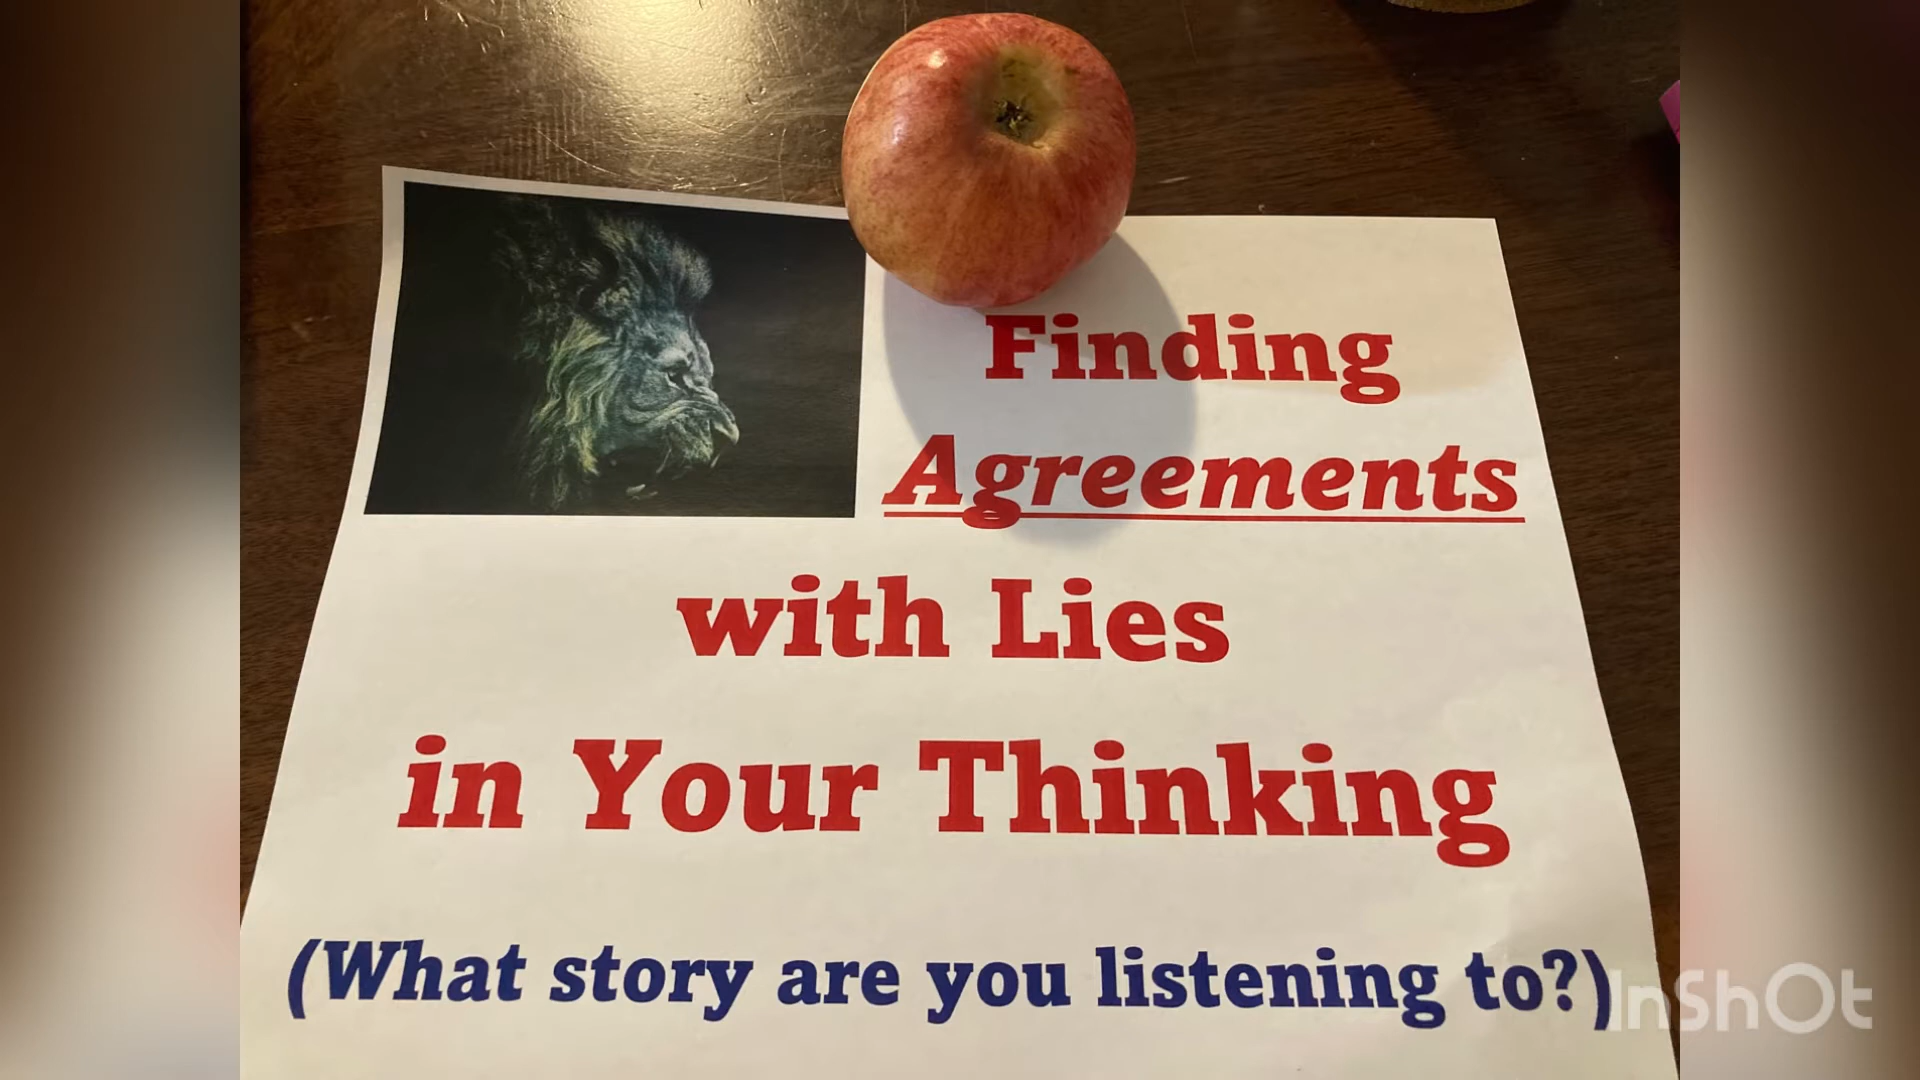 Finding
Agreements
with Lies
in Your Thinking
(What story are you listening to?)
InShOt